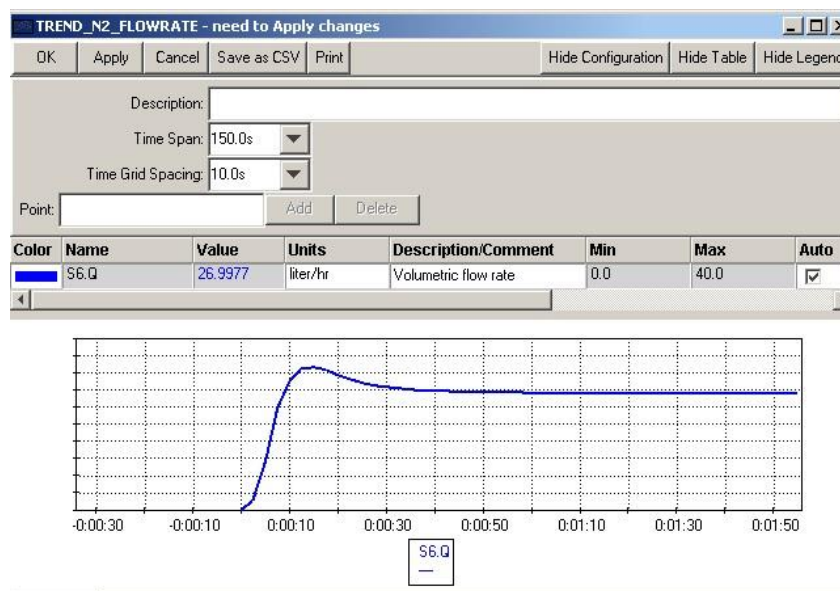 TREND_N2_FLOWRATE - need to Apply changes
OK Apply Cancel Save as CSV Print Hide Configuration Hide Table Hide Legend
Description:
Time Span: 150.0s
Time Grid Spacing: 10.0s
Point: Add Delete
Color Name Value Units Description/Comment Min Max Auto
S6.Q 26.9977 liter/hr Volumetric flow rate 0.0 40.0
-0:00:30 -0:00:10 0:00:10 0:00:30 0:00:50 0:01:10 0:01:30 0:01:50
S6.Q